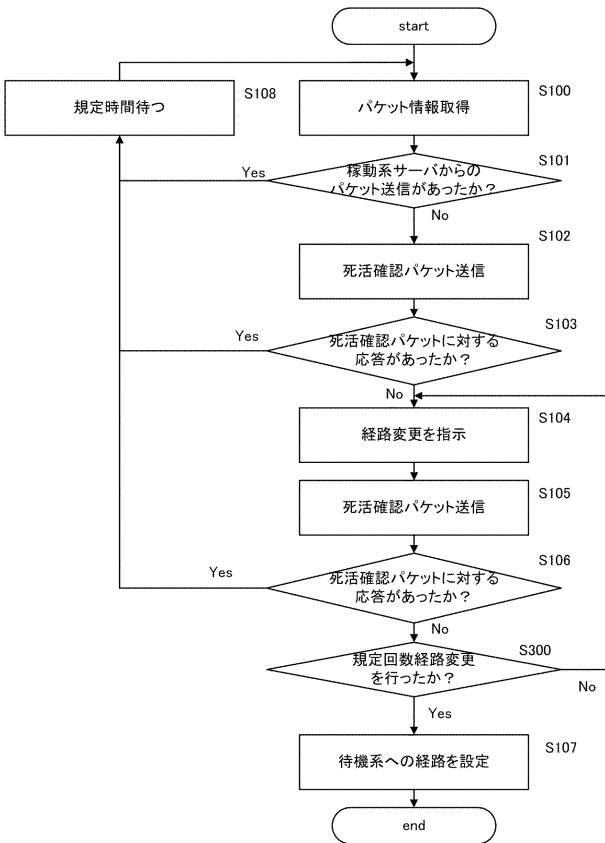 start
規定時間待つ
S108
パケット情報取得
S100
稼動系サーバからの
パケット送信があったか？
S101
Yes
No
死活確認パケット送信
S102
死活確認パケットに対する
応答があったか？
S103
Yes
No
経路変更を指示
S104
死活確認パケット送信
S105
死活確認パケットに対する
応答があったか？
S106
Yes
No
規定回数経路変更
を行ったか？
S300
No
Yes
待機系への経路を設定
S107
end